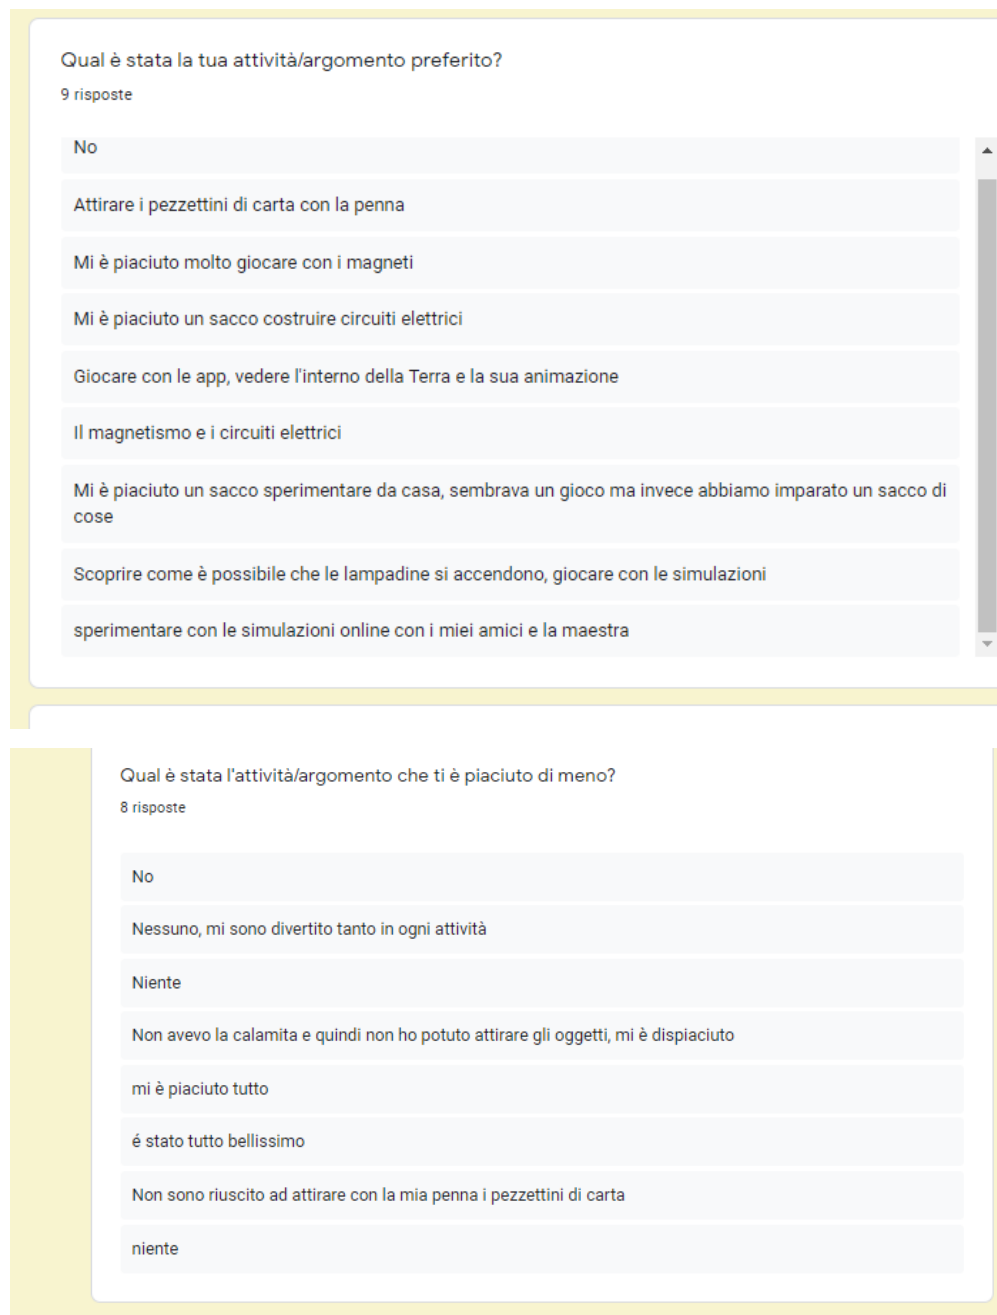 Qual è stata la tua attività/argomento preferito?
9 risposte
No
Attirare i pezzettini di carta con la penna
Mi è piaciuto molto giocare con i magneti
Mi è piaciuto un sacco costruire circuiti elettrici
Giocare con le app, vedere l'interno della Terra e la sua animazione
Il magnetismo e i circuiti elettrici
Mi è piaciuto un sacco sperimentare da casa, sembrava un gioco ma invece abbiamo imparato un sacco di
cose
Scoprire come è possibile che le lampadine si accendono, giocare con le simulazioni
sperimentare con le simulazioni online con i miei amici e la maestra
Qual è stata l'attività/argomento che ti è piaciuto di meno?
8 risposte
No
Nessuno, mi sono divertito tanto in ogni attività
Niente
Non avevo la calamita e quindi non ho potuto attirare gli oggetti, mi è dispiaciuto
mi è piaciuto tutto
é stato tutto bellissimo
Non sono riuscito ad attirare con la mia penna i pezzettini di carta
niente